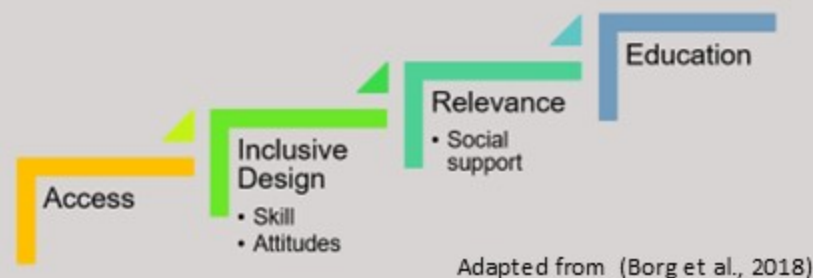 Access
Inclusive
Design
• Skill
• Attitudes
Relevance
• Social
support
Education
Adapted from (Borg et al., 2018)